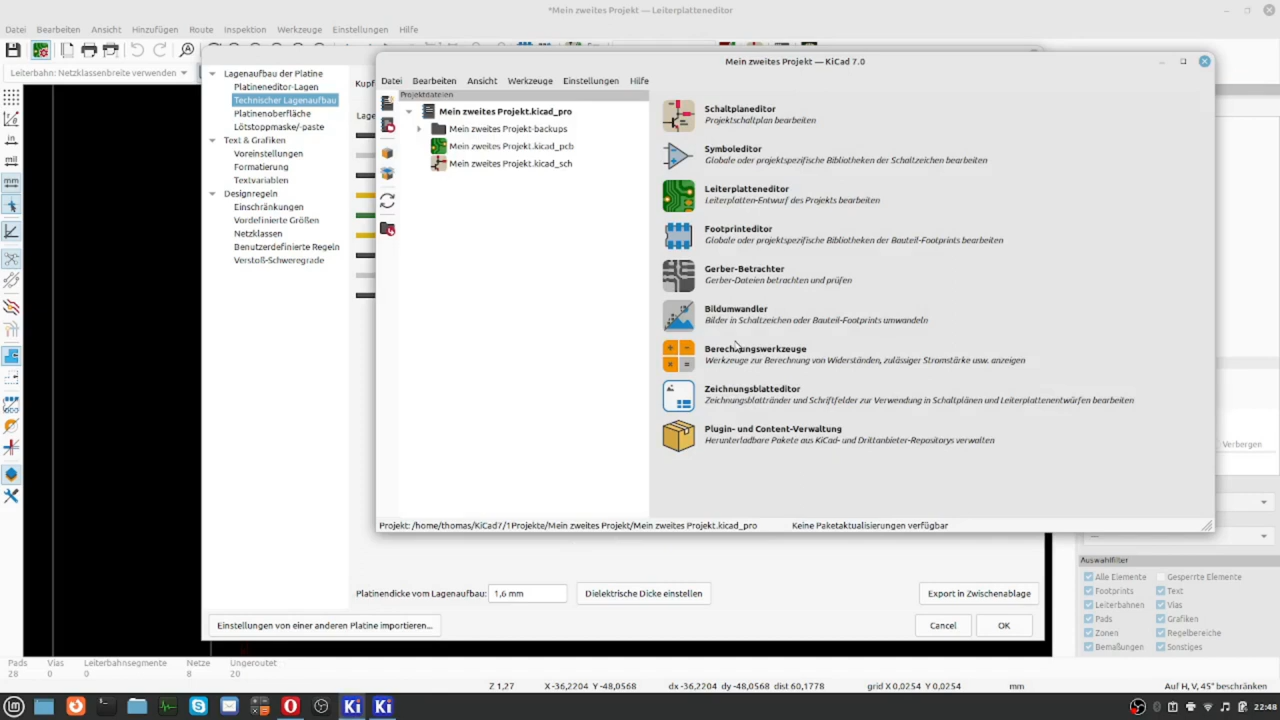 *Mein zweites Projekt — Leiterplatteneditor
Datei Bearbeiten Ansicht Hinzufügen Route Inspektion Werkzeuge Einstellungen Hilfe
Leiterbahn: Netzklassenbreite verwenden
in
mil
mm
Lagenaufbau der Platine
Platineneditor-Lagen
Technischer Lagenaufbau
Platinenoberfläche
Lötstoppmaske/-paste
Text & Grafiken
Voreinstellungen
Formatierung
Textvariablen
Designregeln
Einschränkungen
Vordefinierte Größen
Netzklassen
Benutzerdefinierte Regeln
Verstoß-Schweregrade
Kupf
Lage
Mein zweites Projekt — KiCad 7.0
Datei Bearbeiten Ansicht Werkzeuge Einstellungen Hilfe
Projektdateien
Mein zweites Projekt.kicad_pro
Mein zweites Projekt-backups
Mein zweites Projekt.kicad_pcb
Mein zweites Projekt.kicad_sch
Schaltplaneditor
Projektschaltplan bearbeiten
Symboleditor
Globale oder projektspezifische Bibliotheken der Schaltzeichen bearbeiten
Leiterplatteneditor
Leiterplatten-Entwurf des Projekts bearbeiten
Footprinteditor
Globale oder projektspezifische Bibliotheken der Bauteil-Footprints bearbeiten
Gerber-Betrachter
Gerber-Dateien betrachten und prüfen
Bildumwandler
Bilder in Schaltzeichen oder Bauteil-Footprints umwandeln
Berechnungswerkzeuge
Werkzeuge zur Berechnung von Widerständen, zulässiger Stromstärke usw. anzeigen
Zeichnungsblatteditor
Zeichnungsblattränder und Schriftfelder zur Verwendung in Schaltplänen und Leiterplattenentwürfen bearbeiten
Plugin- und Content-Verwaltung
Herunterladbare Pakete aus KiCad- und Drittanbieter-Repositorys verwalten
Projekt: /home/thomas/KiCad7/1Projekte/Mein zweites Projekt/Mein zweites Projekt.kicad_pro Keine Paketaktualisierungen verfügbar
Verbergen
Platinendicke vom Lagenaufbau: 1,6 mm Dielektrische Dicke einstellen Export in Zwischenablage
Einstellungen von einer anderen Platine importieren... Cancel OK
Auswahlfilter
Alle Elemente Gesperrte Elemente
Footprints Text
Leiterbahnen Vias
Pads Grafiken
Zonen Regelbereiche
Bemaßungen Sonstiges
Pads Vias Leiterbahnsegmente Netze Ungeroutet
28 0 0 8 20
Z 1,27 X -36,2204 Y -48,0568 dx -36,2204 dy -48,0568 dist 60,1778 grid X 0,0254 Y 0,0254 mm Auf H, V, 45° beschränken
Ki Ki 22:48